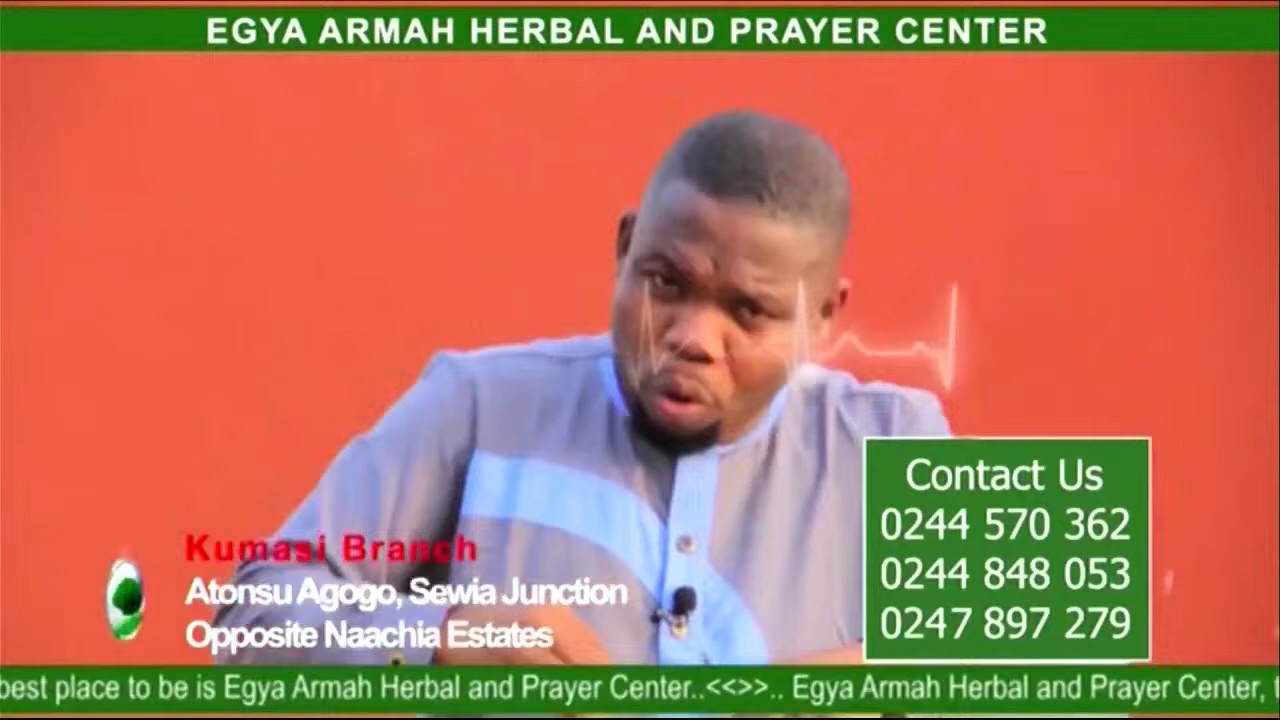 EGYA ARMAH HERBAL AND PRAYER CENTER
Contact Us
0244 570 362
0244 848 053
0247 897 279
Kumasi Branch
Atonsu Agogo, Sewia Junction
Opposite Naachia Estates
best place to be is Egya Armah Herbal and Prayer Center..<<>>.. Egya Armah Herbal and Prayer Center,